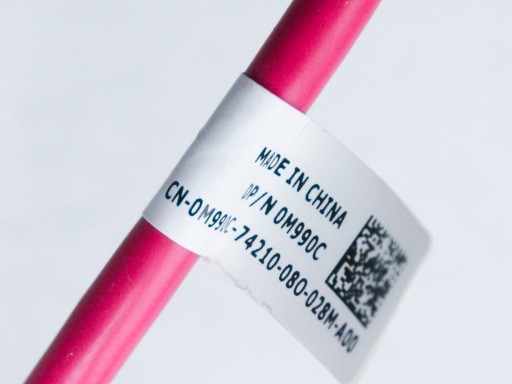 MADE IN CHINA
DP/N 0M990C
CN-0M990C-74210-080-028M-A00